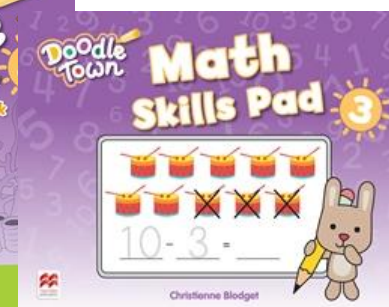 Doodle
Town
Math
Skills Pad 3
10 - 3 = ___
Christienne Blodget